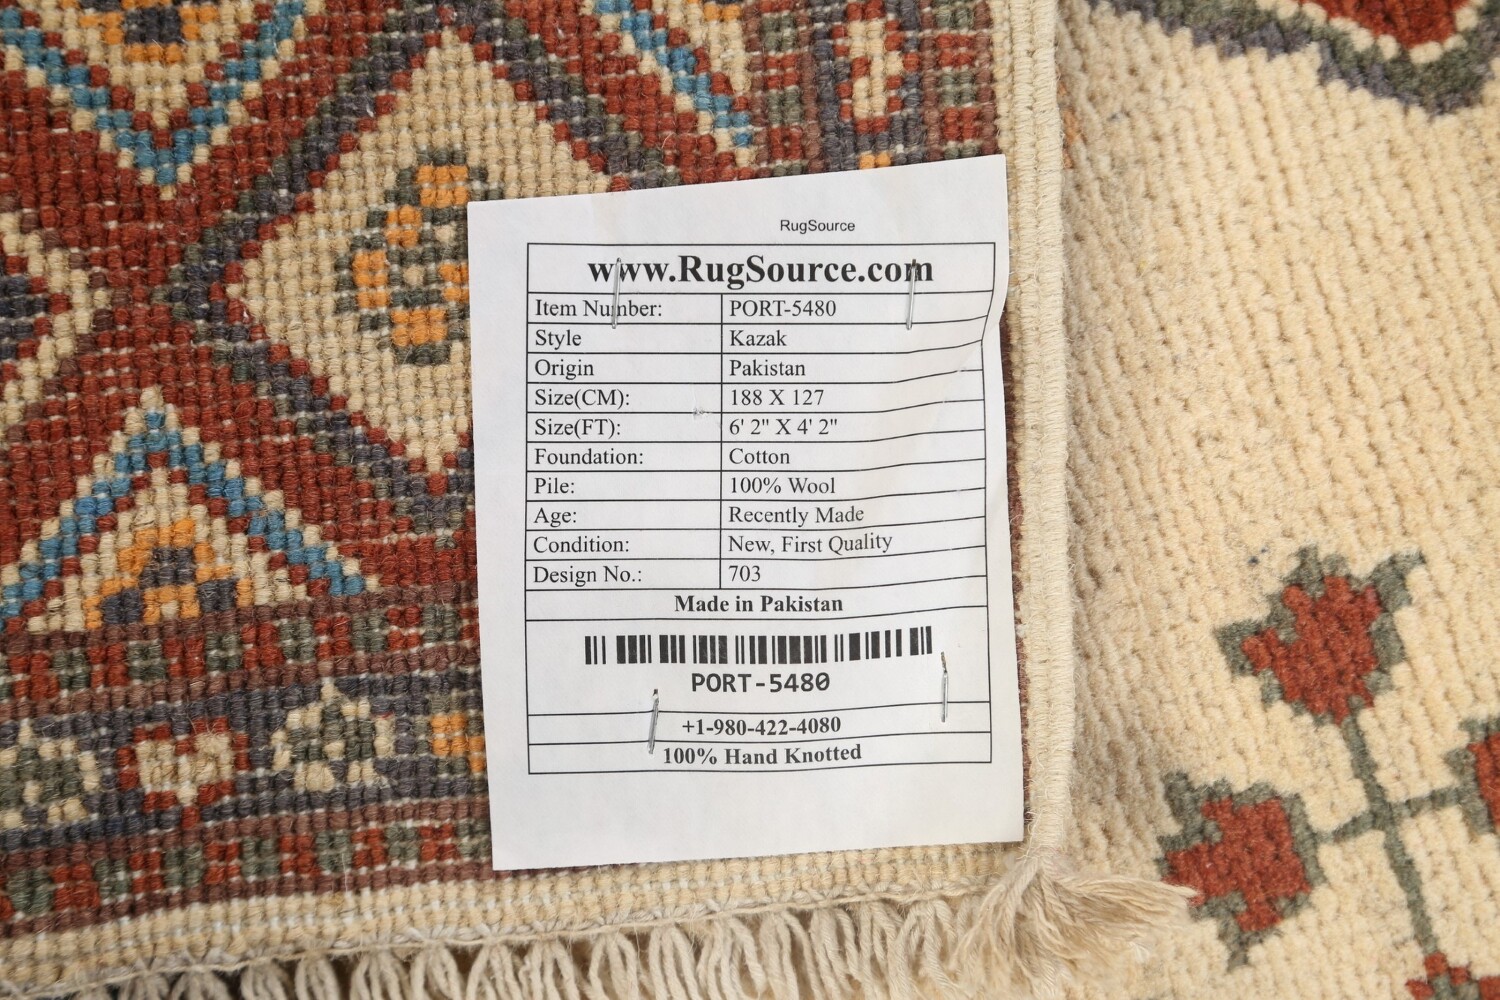 RugSource
www.RugSource.com
Item Number: PORT-5480
Style Kazak
Origin Pakistan
Size(CM): 188 X 127
Size(FT): 6' 2" X 4' 2"
Foundation: Cotton
Pile: 100% Wool
Age: Recently Made
Condition: New, First Quality
Design No.: 703
Made in Pakistan
PORT-5480
+1-980-422-4080
100% Hand Knotted